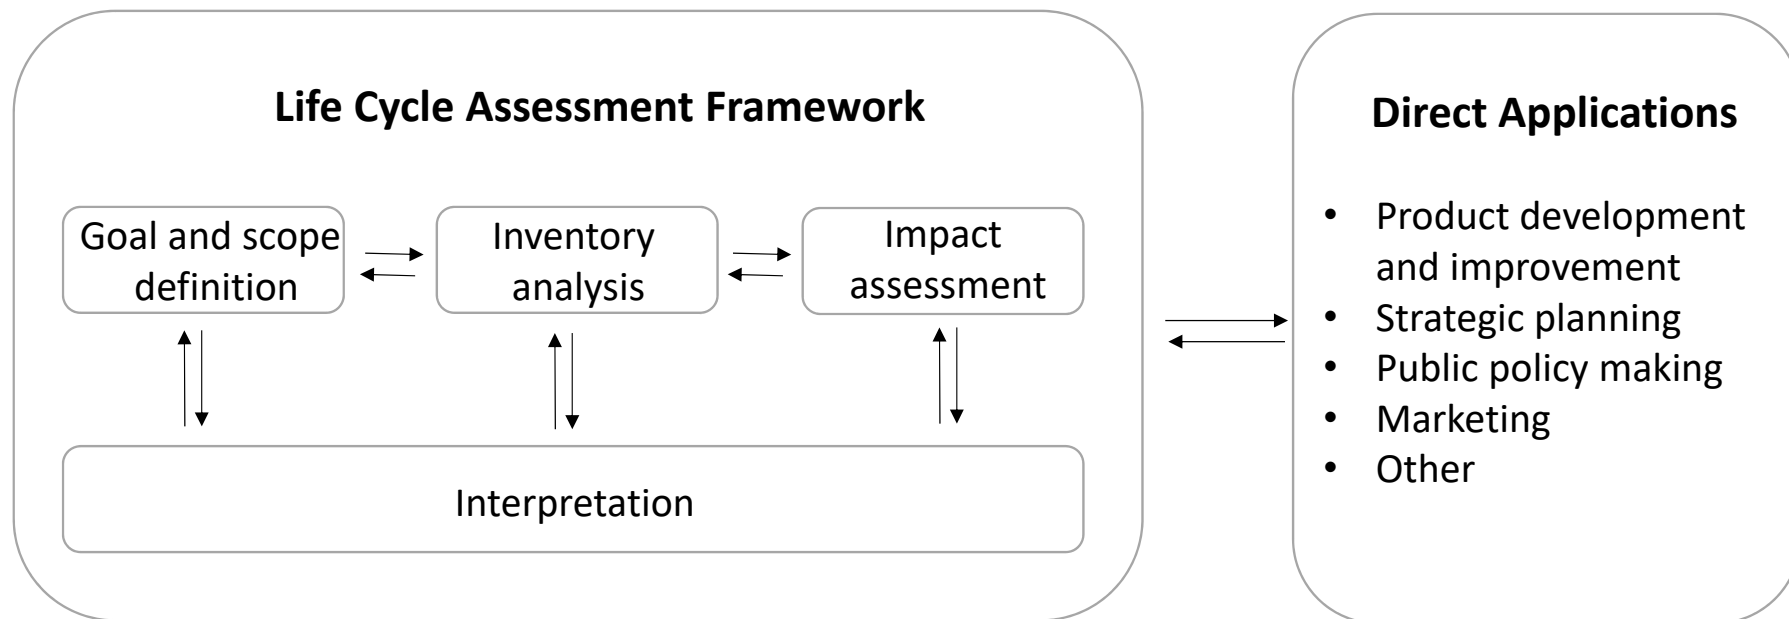 Life Cycle Assessment Framework
Goal and scope
definition
Inventory
analysis
Impact
assessment
Interpretation
Direct Applications
• Product development
and improvement
• Strategic planning
• Public policy making
• Marketing
• Other